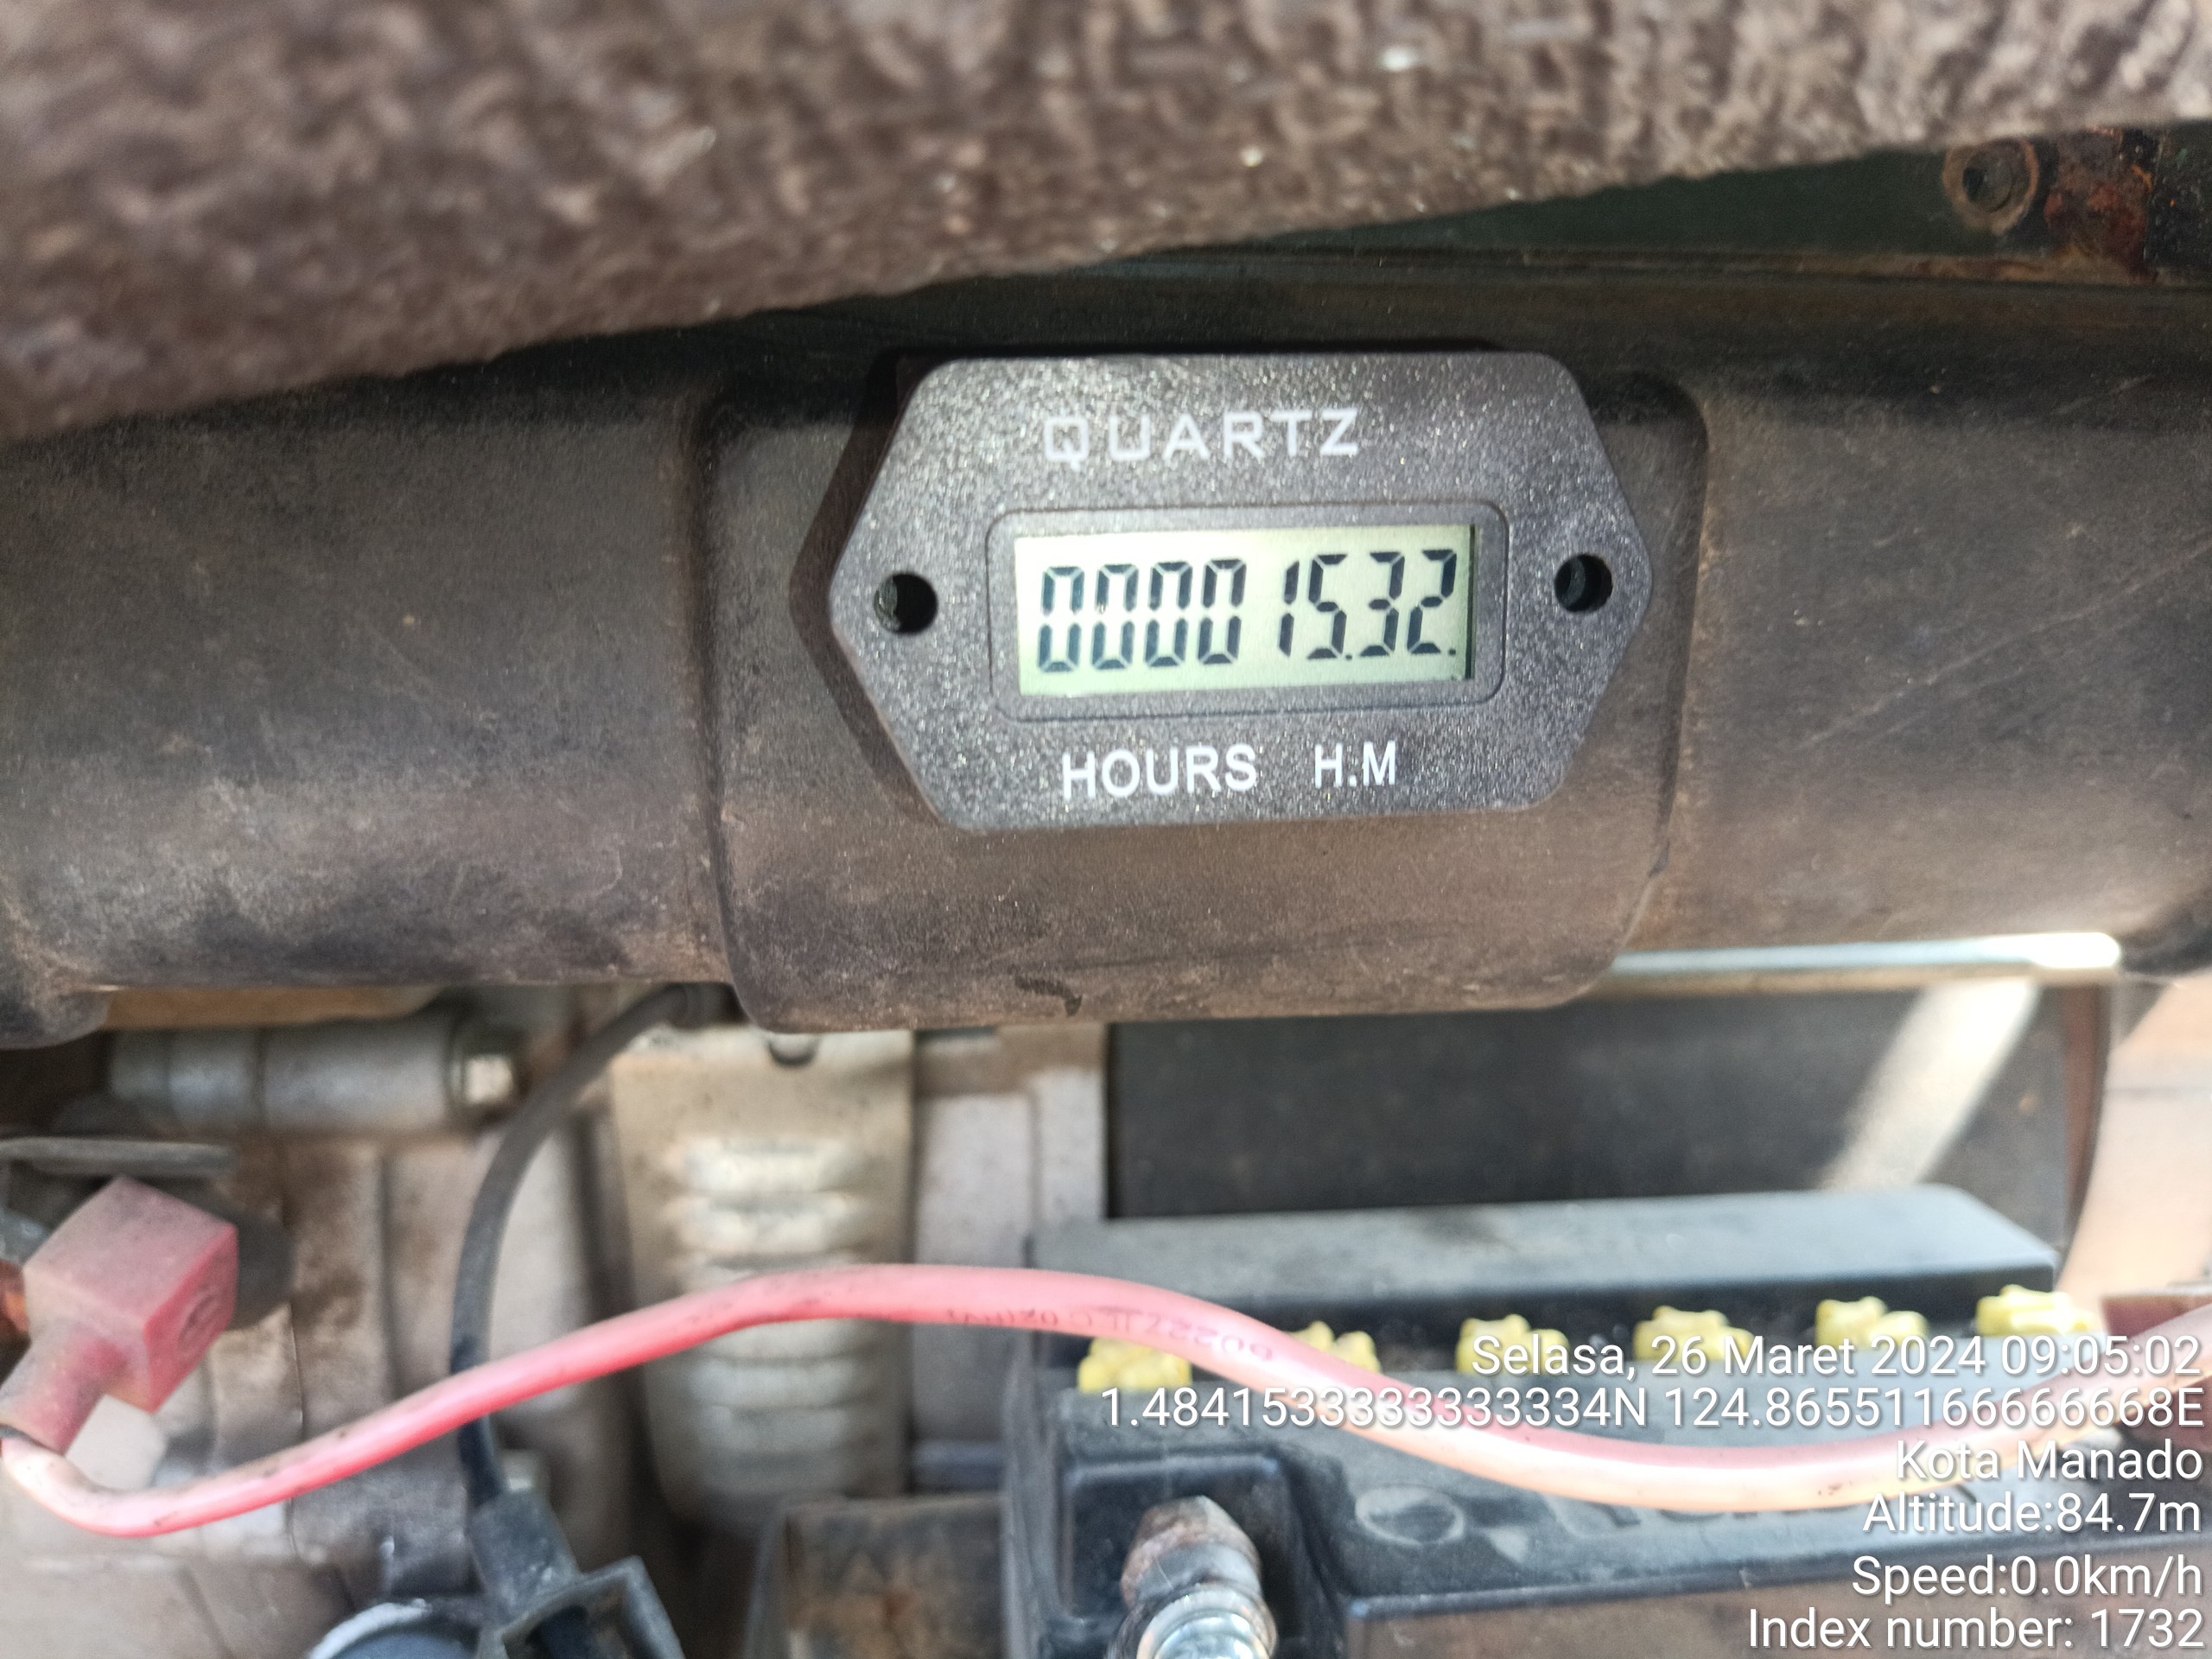 QUARTZ
000015.32.
HOURS H.M
Selasa, 26 Maret 2024 09:05:02
1.4841533333333334N 124.86551166666668E
Kota Manado
Altitude:84.7m
Speed:0.0km/h
Index number: 1732